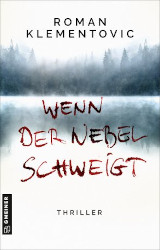 ROMAN
KLEMENTOVIC
WENN
DER NEBEL
SCHWEIGT
THRILLER
GMEINER